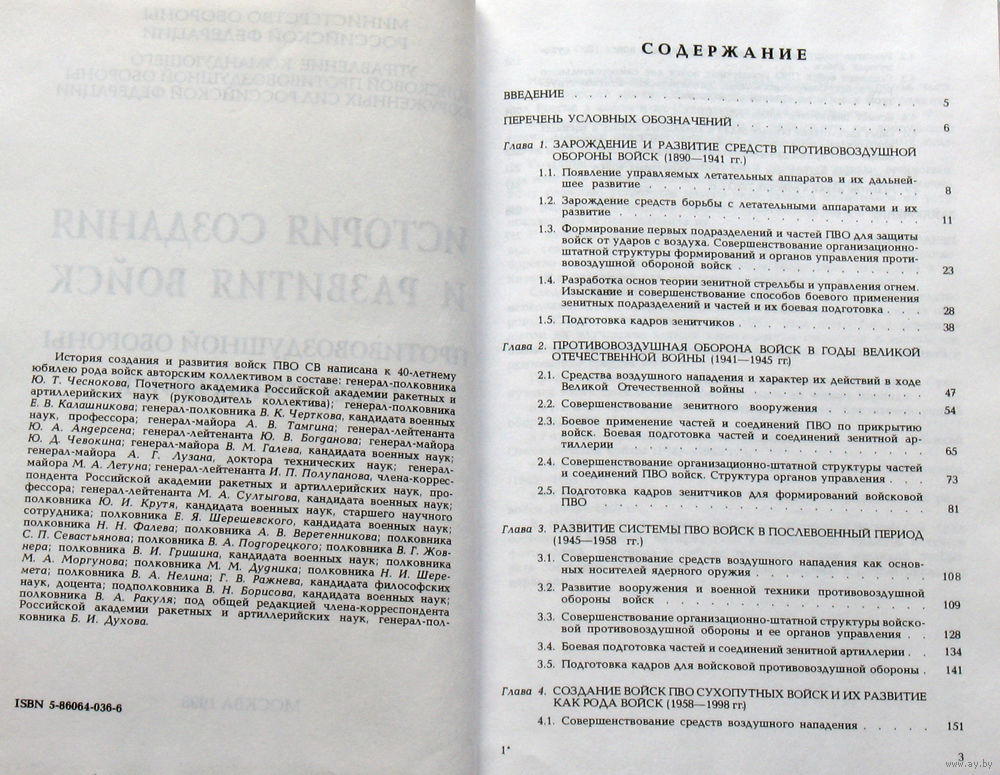 История создания и развития войск ПВО СВ написана к 40-летнему
юбилею рода войск авторским коллективом в составе: генерал-полковника
Ю. Т. Чеснокова, Почетного академика Российской академии ракетных и
артиллерийских наук (руководитель коллектива); генерал-полковника
Е. В. Калашникова; генерал-полковника В. К. Черткова, кандидата военных
наук, профессора; генерал-майора А. В. Тамгина; генерал-лейтенанта
Ю. А. Андерсена; генерал-лейтенанта Ю. В. Богданова; генерал-майора
Ю. Д. Чевокина; генерал-майора В. М. Галева, кандидата военных наук;
генерал-майора А. Г. Лузана, доктора технических наук; генерал-
майора М. А. Летуна; генерал-лейтенанта И. П. Полупанова, члена-коррес-
пондента Российской академии ракетных и артиллерийских наук, про-
фессора; генерал-лейтенанта М. А. Султыгова, кандидата военных наук;
полковника Ю. И. Крутя, кандидата военных наук, старшего научного
сотрудника; полковника Е. Я. Шерешевского, кандидата военных наук;
полковника Н. Н. Фалева; полковника А. В. Веретенникова; полковника
С. П. Севастьянова; полковника В. А. Подгорецкого; полковника В. Г. Жов-
нера; полковника В. И. Гришина, кандидата военных наук; полковника
М. А. Моргунова; полковника М. М. Дудника; полковника Н. И. Шере-
мета; полковника В. А. Нелина; Г. В. Ражнева, кандидата философских
наук, доцента; подполковника В. Н. Борисова, кандидата военных наук;
полковника В. А. Ракуля; под общей редакцией члена-корреспондента
Российской академии ракетных и артиллерийских наук, генерал-пол-
ковника Б. И. Духова.
ISBN 5-86064-036-6
СОДЕРЖАНИЕ
ВВЕДЕНИЕ 5
ПЕРЕЧЕНЬ УСЛОВНЫХ ОБОЗНАЧЕНИЙ 6
Глава 1. ЗАРОЖДЕНИЕ И РАЗВИТИЕ СРЕДСТВ ПРОТИВОВОЗДУШНОЙ
ОБОРОНЫ ВОЙСК (1890—1941 гг.)
1.1. Появление управляемых летательных аппаратов и их дальней-
шее развитие 8
1.2. Зарождение средств борьбы с летательными аппаратами и их
развитие 11
1.3. Формирование первых подразделений и частей ПВО для защиты
войск от ударов с воздуха. Совершенствование организационно-
штатной структуры формирований и органов управления проти-
вовоздушной обороной войск 23
1.4. Разработка основ теории зенитной стрельбы и управления огнем.
Изыскание и совершенствование способов боевого применения
зенитных подразделений и частей и их боевая подготовка 28
1.5. Подготовка кадров зенитчиков 38
Глава 2. ПРОТИВОВОЗДУШНАЯ ОБОРОНА ВОЙСК В ГОДЫ ВЕЛИКОЙ
ОТЕЧЕСТВЕННОЙ ВОЙНЫ (1941—1945 гг)
2.1. Средства воздушного нападения и характер их действий в ходе
Великой Отечественной войны 47
2.2. Совершенствование зенитного вооружения 54
2.3. Боевое применение частей и соединений ПВО по прикрытию
войск. Боевая подготовка частей и соединений зенитной ар-
тиллерии 65
2.4. Совершенствование организационно-штатной структуры частей
и соединений ПВО войск. Структура органов управления 73
2.5. Подготовка кадров зенитчиков для формирований войсковой
ПВО 81
Глава 3. РАЗВИТИЕ СИСТЕМЫ ПВО ВОЙСК В ПОСЛЕВОЕННЫЙ ПЕРИОД
(1945—1958 гг.)
3.1. Совершенствование средств воздушного нападения как основ-
ных носителей ядерного оружия 108
3.2. Развитие вооружения и военной техники противовоздушной
обороны войск 109
3.3. Совершенствование организационно-штатной структуры войско-
вой противовоздушной обороны и ее органов управления 128
3.4. Боевая подготовка частей и соединений зенитной артиллерии 134
3.5. Подготовка кадров для войсковой противовоздушной обороны 141
Глава 4. СОЗДАНИЕ ВОЙСК ПВО СУХОПУТНЫХ ВОЙСК И ИХ РАЗВИТИЕ
КАК РОДА ВОЙСК (1958—1998 гг)
4.1. Совершенствование средств воздушного нападения 151
1*
3
www.ay.by